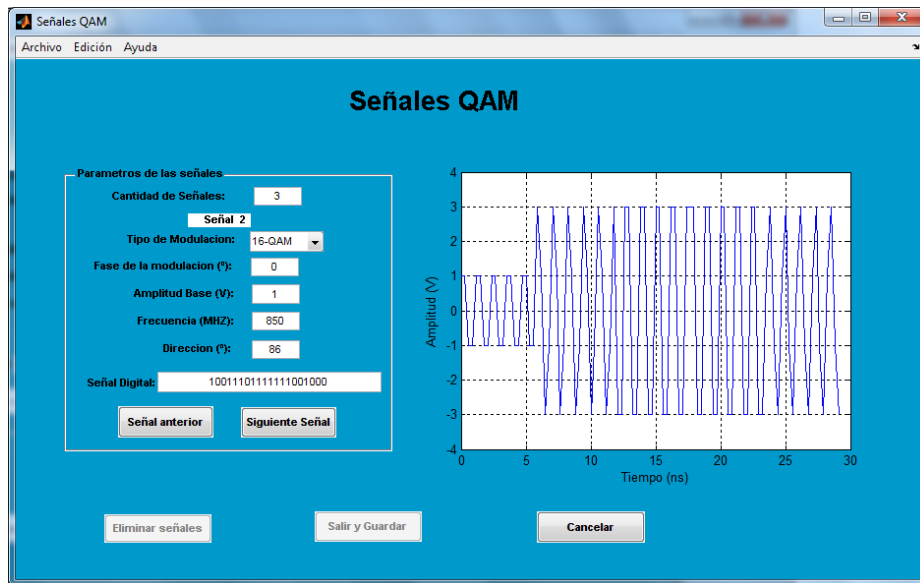 Señales QAM
Archivo Edición Ayuda
Señales QAM
Parametros de las señales
Cantidad de Señales: 3
Señal 2
Tipo de Modulacion: 16-QAM
Fase de la modulacion (º): 0
Amplitud Base (V): 1
Frecuencia (MHZ): 850
Direccion (º): 86
Señal Digital: 10011101111111001000
Señal anterior Siguiente Señal
4
3
2
1
0
-1
-2
-3
-4
Amplitud (V)
0 5 10 15 20 25 30
Tiempo (ns)
Eliminar señales Salir y Guardar Cancelar